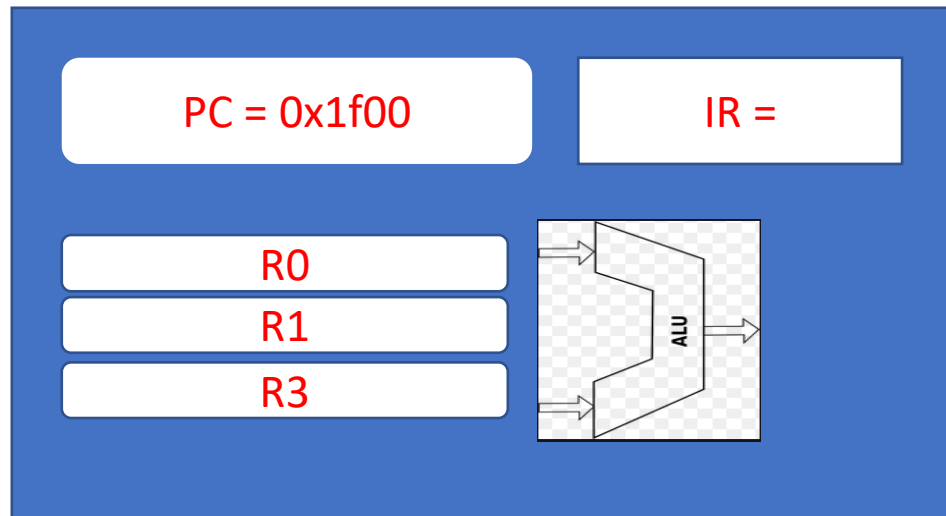 PC = 0x1f00
IR =
R0
R1
R3
ALU